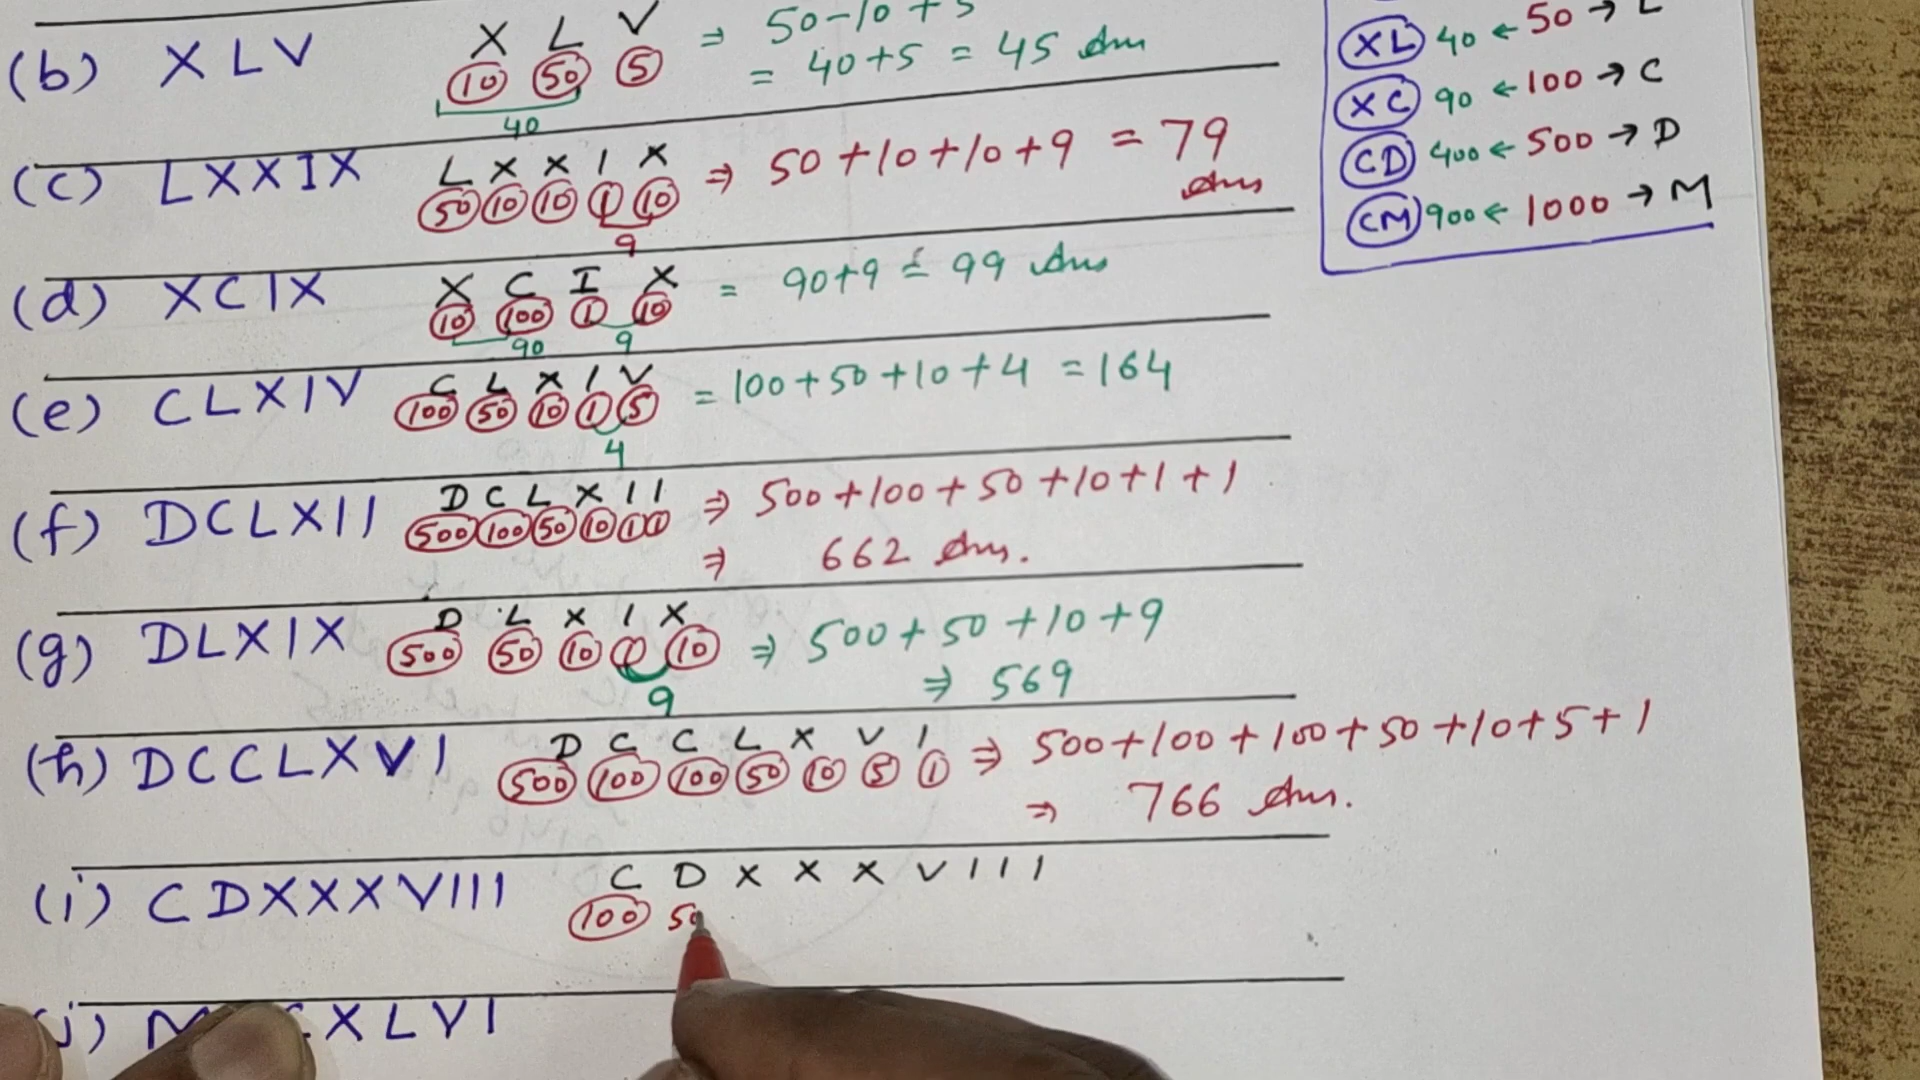 (b) XLV X L V ⇒ 50-10+5
10 50 5 = 40+5 = 45 Ans
40
(c) LXXIX L X X I X ⇒ 50+10+10+9 = 79
50 10 10 1 10 Ans
9
(d) XCIX X C I X = 90+9 = 99 Ans
10 100 1 10
90 9
(e) CLXIV C L X I V = 100+50+10+4 = 164
100 50 10 1 5
4
(f) DCLXII D C L X I I ⇒ 500+100+50+10+1+1
500 100 50 10 1 1 ⇒ 662 Ans.
(g) DLXIX D L X I X ⇒ 500+50+10+9
500 50 10 1 10 ⇒ 569
9
(h) DCCLXVI D C C L X V I ⇒ 500+100+100+50+10+5+1
500 100 100 50 10 5 1 ⇒ 766 Ans.
(i) CDXXXVIII C D X X X V I I I
100 50
(j) M XLVI
XL 40 ← 50 → L
XC 90 ← 100 → C
CD 400 ← 500 → D
CM 900 ← 1000 → M